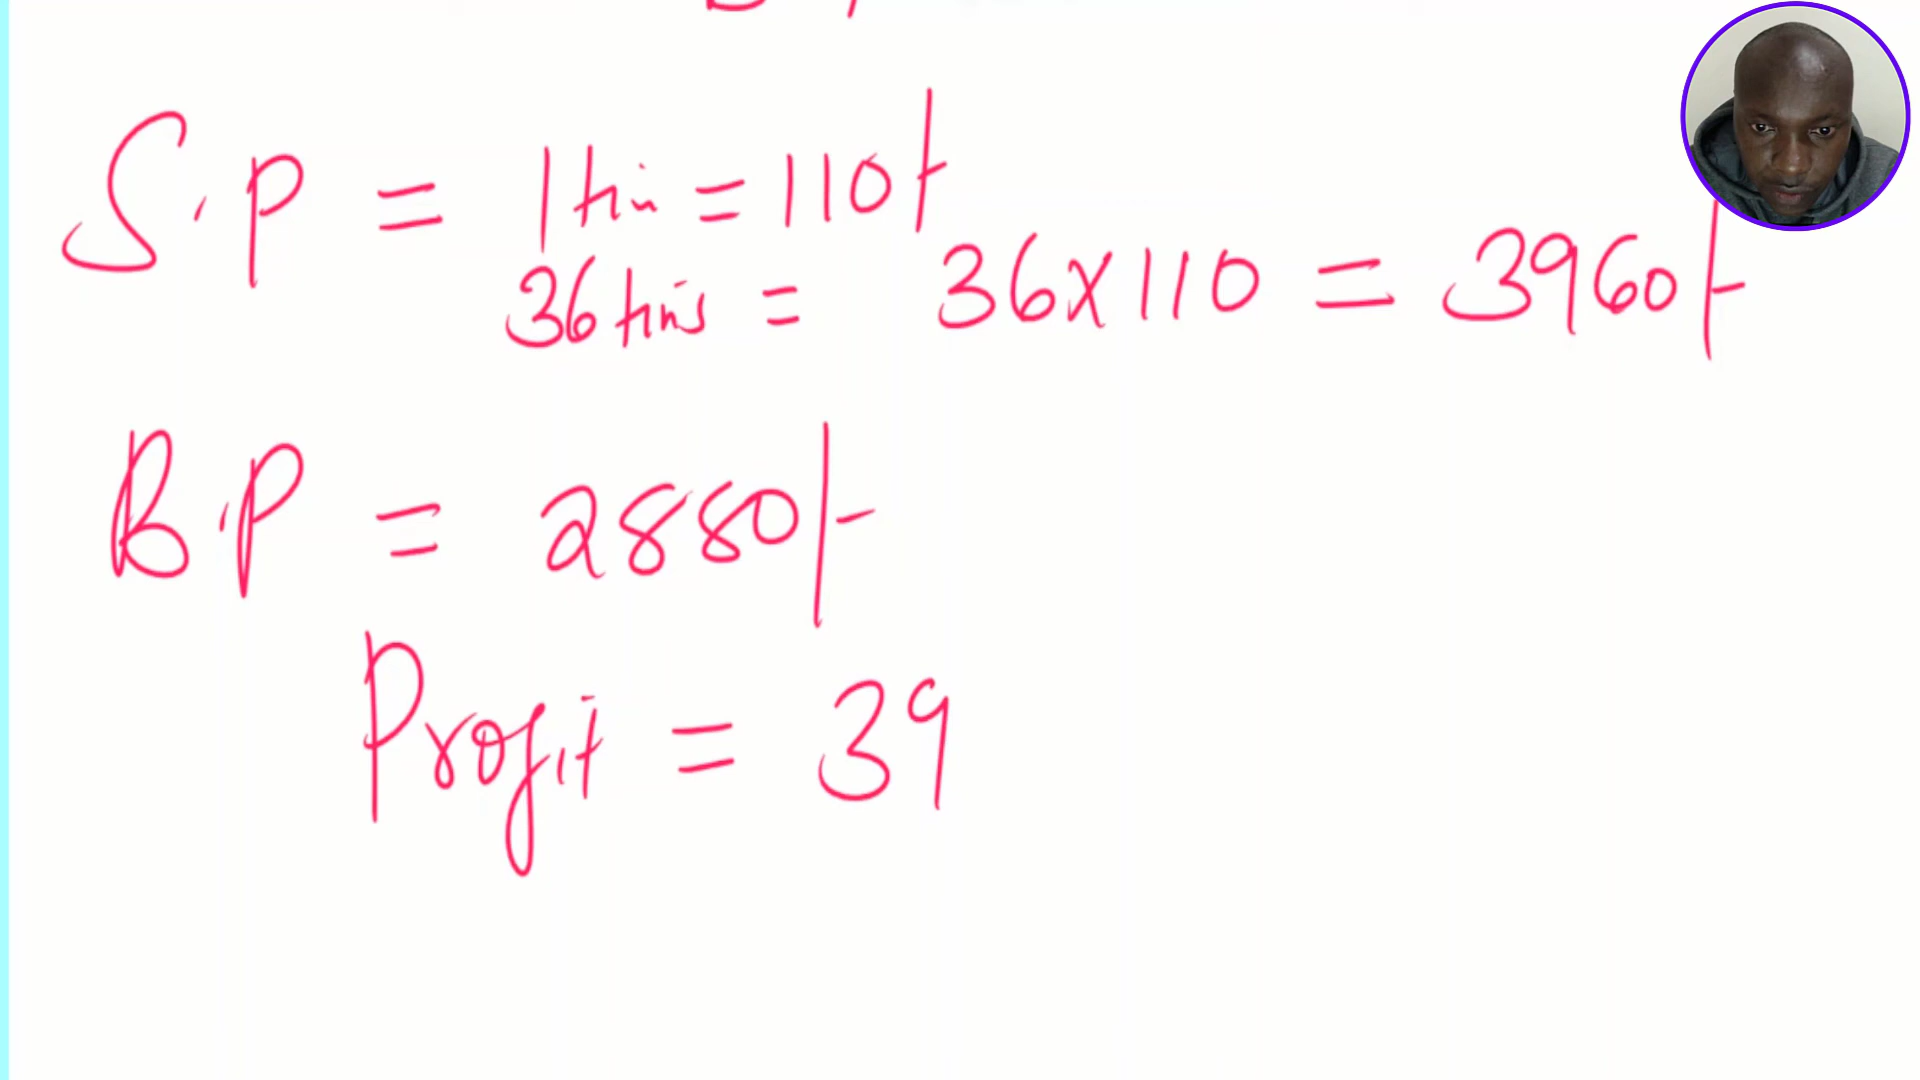 S.P = 1 tin = 110/-
36 tins = 36x110 = 3960/-
B.P = 2880/-
Profit = 39